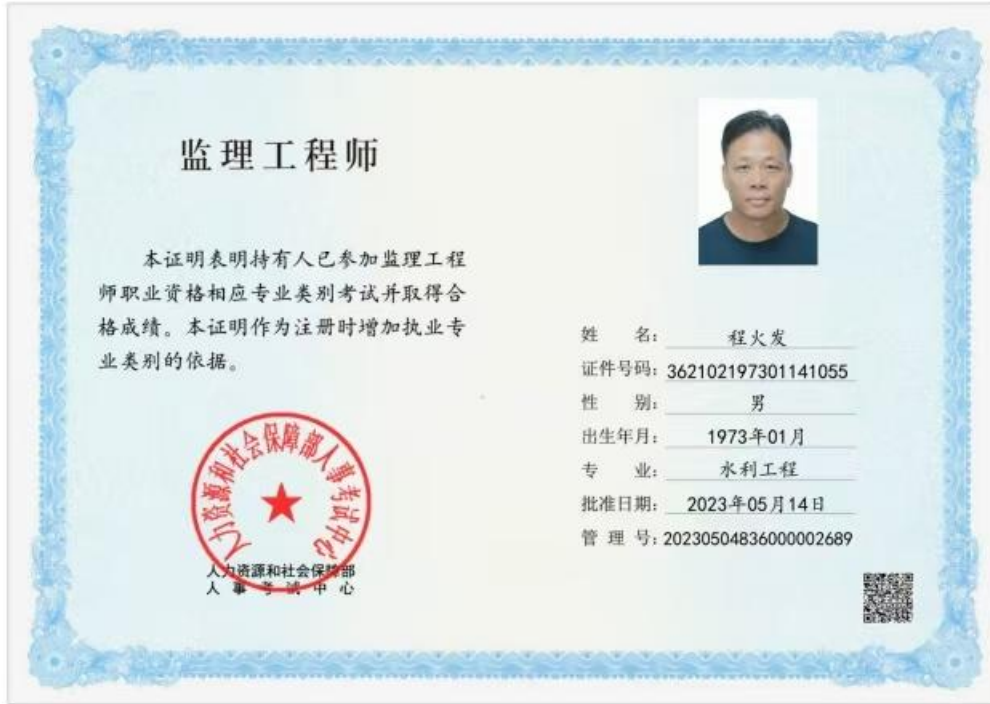 监理工程师
本证明表明持有人已参加监理工程
师职业资格相应专业类别考试并取得合
格成绩。本证明作为注册时增加执业专
业类别的依据。
人力资源和社会保障部人事考试中心
人力资源和社会保障部
人事考试中心
姓名：程火发
证件号码：362102197301141055
性别：男
出生年月：1973年01月
专业：水利工程
批准日期：2023年05月14日
管理号：20230504836000002689